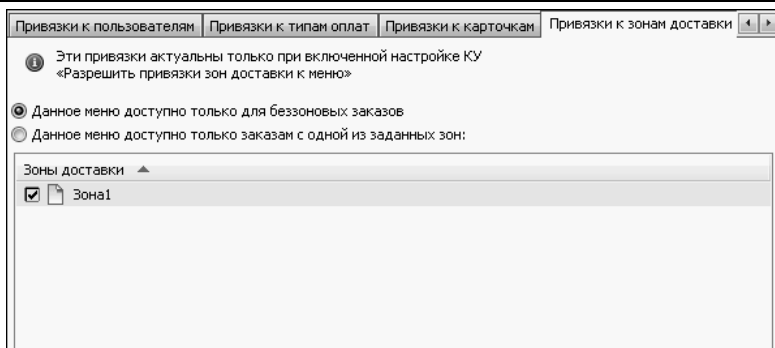 Привязки к пользователям Привязки к типам оплат Привязки к карточкам Привязки к зонам доставки
Эти привязки актуальны только при включенной настройке КУ
«Разрешить привязки зон доставки к меню»
Данное меню доступно только для беззоновых заказов
Данное меню доступно только заказам с одной из заданных зон:
Зоны доставки
Зона1